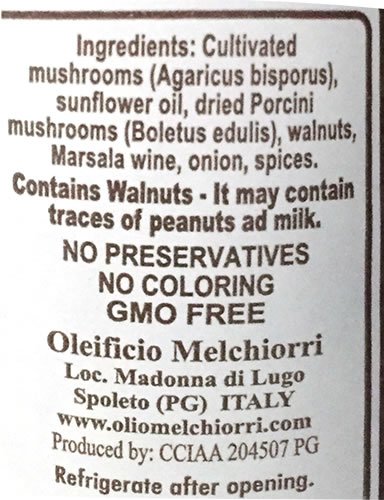 Ingredients: Cultivated
mushrooms (Agaricus bisporus),
sunflower oil, dried Porcini
mushrooms (Boletus edulis), walnuts,
Marsala wine, onion, spices.
Contains Walnuts - It may contain
traces of peanuts ad milk.
NO PRESERVATIVES
NO COLORING
GMO FREE
Oleificio Melchiorri
Loc. Madonna di Lugo
Spoleto (PG) ITALY
www.oliomelchiorri.com
Produced by: CCIAA 204507 PG
Refrigerate after opening.